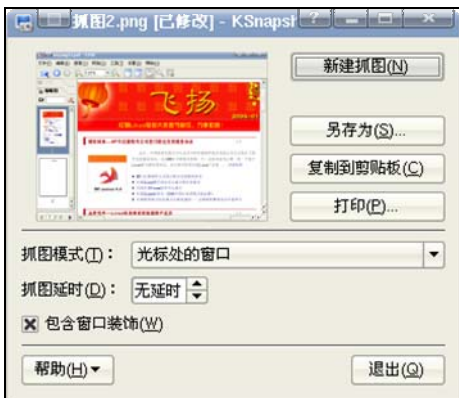 抓图2.png [已修改] - KSnapsh
飞扬
新建抓图(N)
另存为(S)...
复制到剪贴板(C)
打印(P)...
抓图模式(T)： 光标处的窗口
抓图延时(D)： 无延时
包含窗口装饰(W)
帮助(H)
退出(Q)